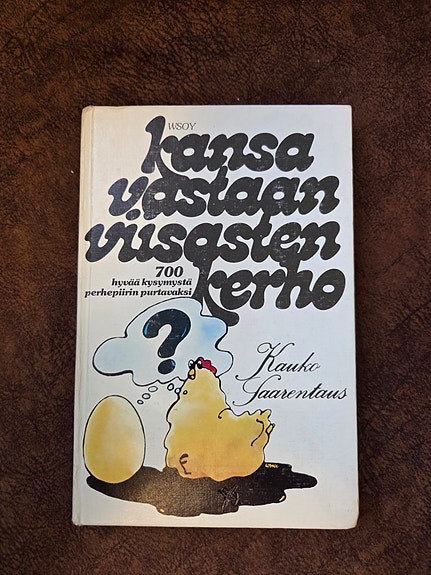 WSOY
kansa
vastaan
viisasten
kerho
700
hyvää kysymystä
perhepiirin purtavaksi
?
Kauko
Saarentaus